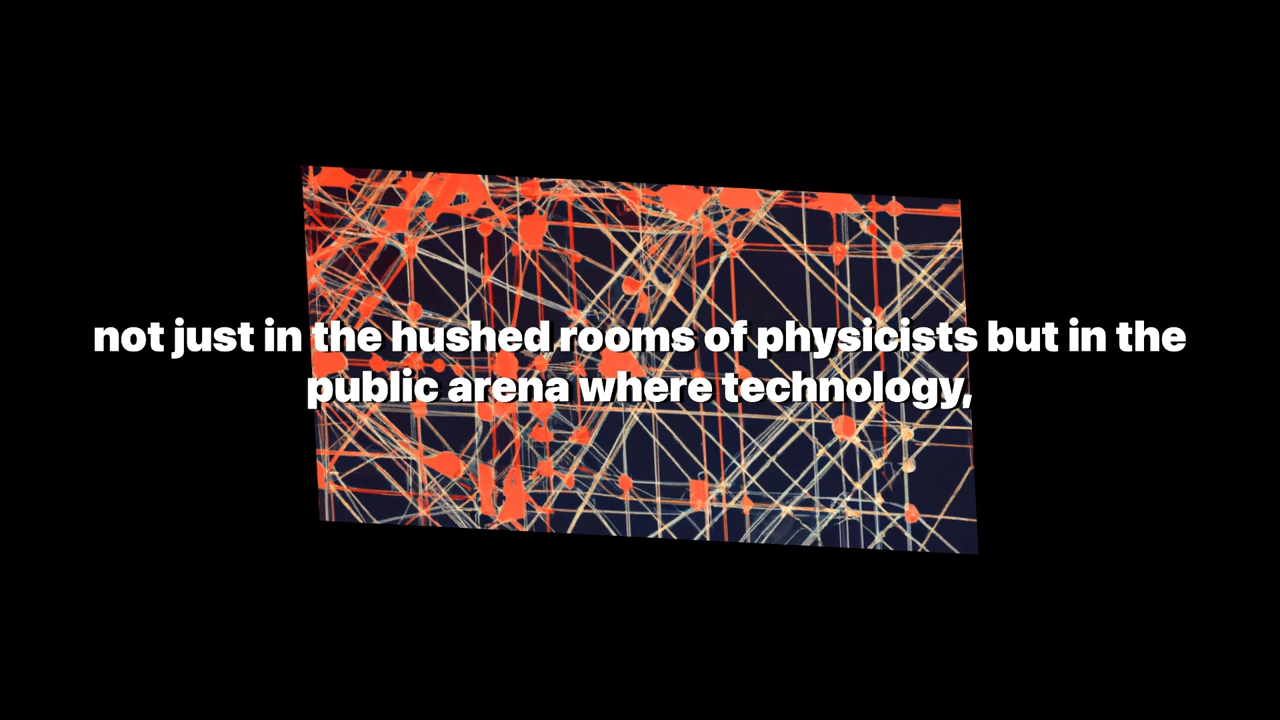 not just in the hushed rooms of physicists but in the
public arena where technology,